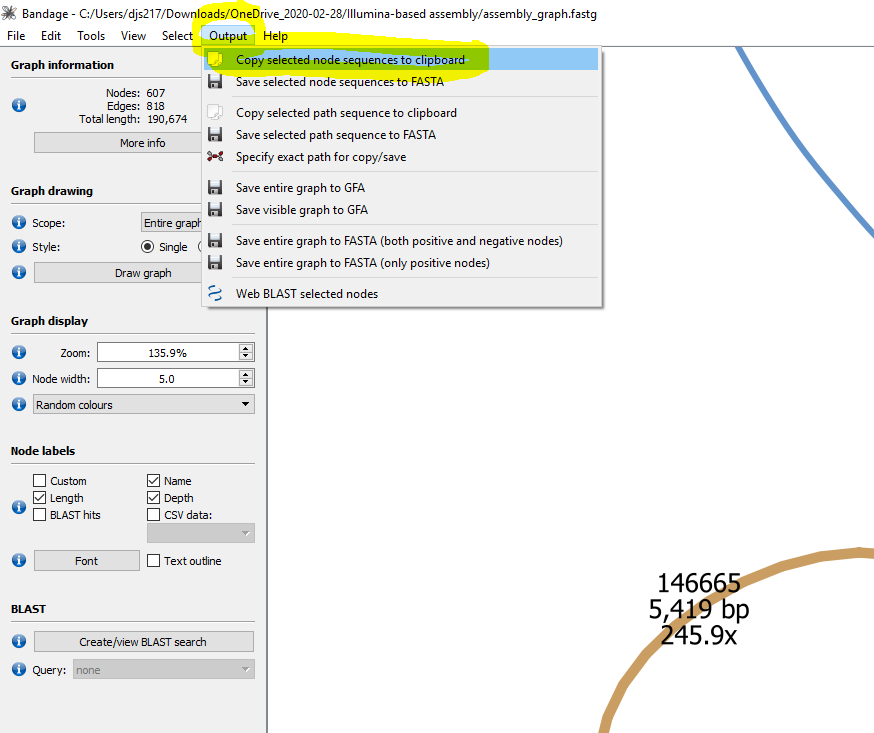 Bandage - C:/Users/djs217/Downloads/OneDrive_2020-02-28/Illumina-based assembly/assembly_graph.fastg
File Edit Tools View Select Output Help
Copy selected node sequences to clipboard
Save selected node sequences to FASTA
Copy selected path sequence to clipboard
Save selected path sequence to FASTA
Specify exact path for copy/save
Save entire graph to GFA
Save visible graph to GFA
Save entire graph to FASTA (both positive and negative nodes)
Save entire graph to FASTA (only positive nodes)
Web BLAST selected nodes
Graph information
Nodes: 607
Edges: 818
Total length: 190,674
More info
Graph drawing
Scope: Entire graph
Style: Single
Draw graph
Graph display
Zoom: 135.9%
Node width: 5.0
Random colours
Node labels
Custom Name
Length Depth
BLAST hits CSV data:
Font Text outline
BLAST
Create/view BLAST search
Query: none
146665
5,419 bp
245.9x